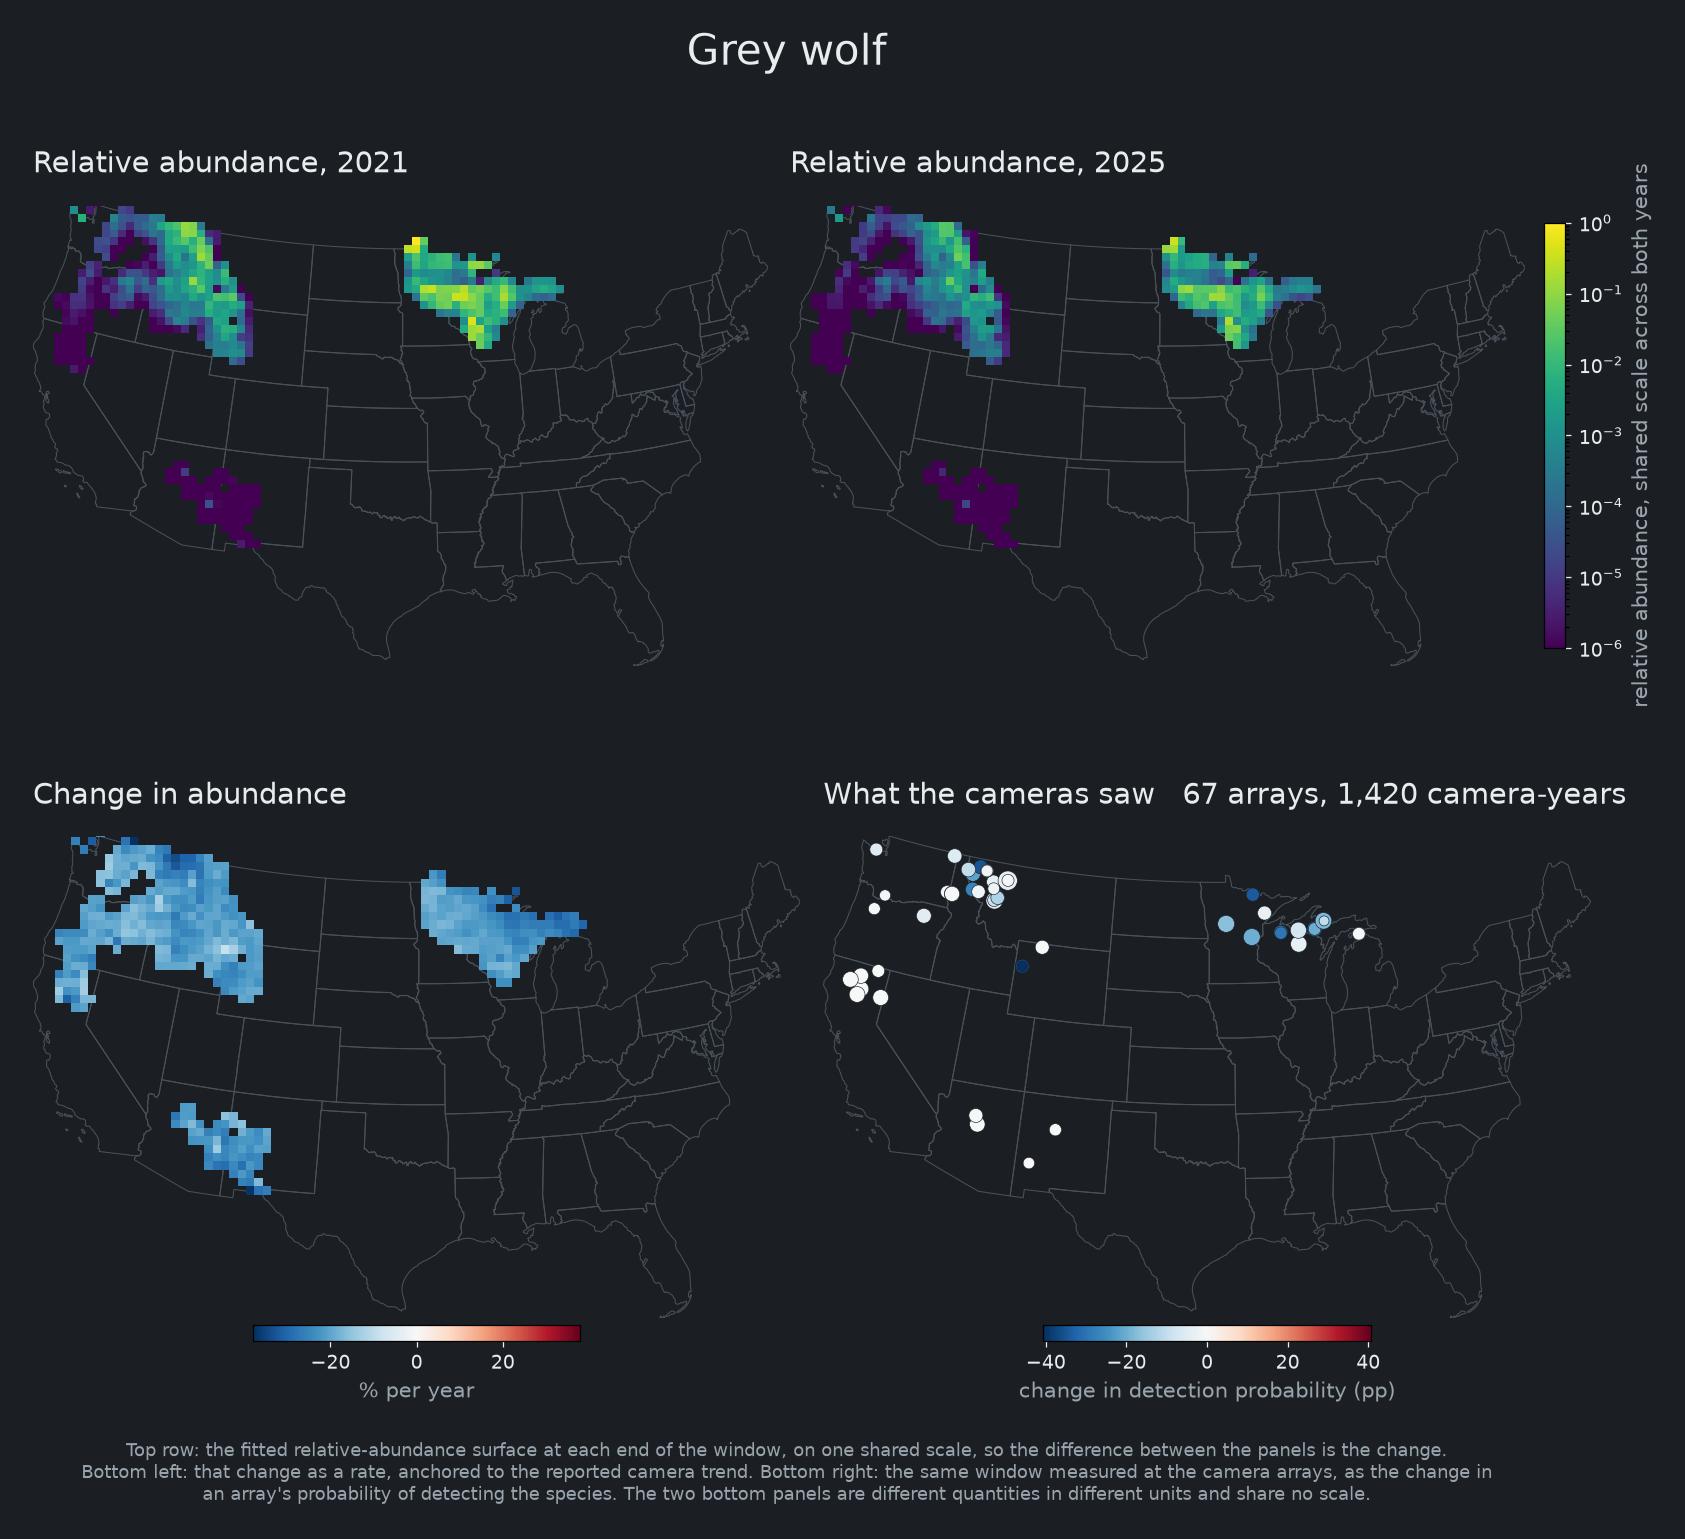 Grey wolf
Relative abundance, 2021
Relative abundance, 2025
10⁰
10⁻¹
10⁻²
10⁻³
10⁻⁴
10⁻⁵
10⁻⁶
relative abundance, shared scale across both years
Change in abundance
What the cameras saw   67 arrays, 1,420 camera-years
−20 0 20
% per year
−40 −20 0 20 40
change in detection probability (pp)
Top row: the fitted relative-abundance surface at each end of the window, on one shared scale, so the difference between the panels is the change.
Bottom left: that change as a rate, anchored to the reported camera trend. Bottom right: the same window measured at the camera arrays, as the change in
an array's probability of detecting the species. The two bottom panels are different quantities in different units and share no scale.